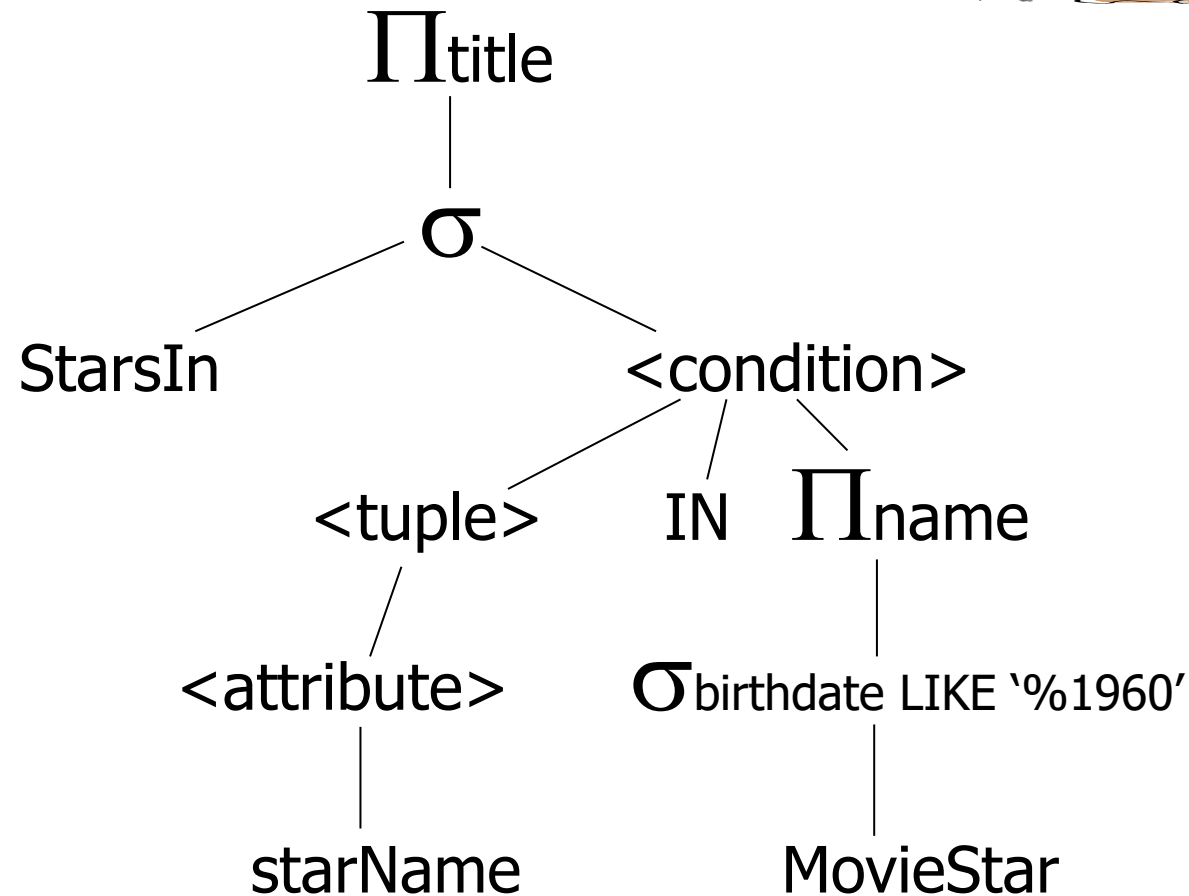 Πtitle
σ
StarsIn <condition>
<tuple> IN Πname
<attribute> σbirthdate LIKE ‘%1960’
starName MovieStar